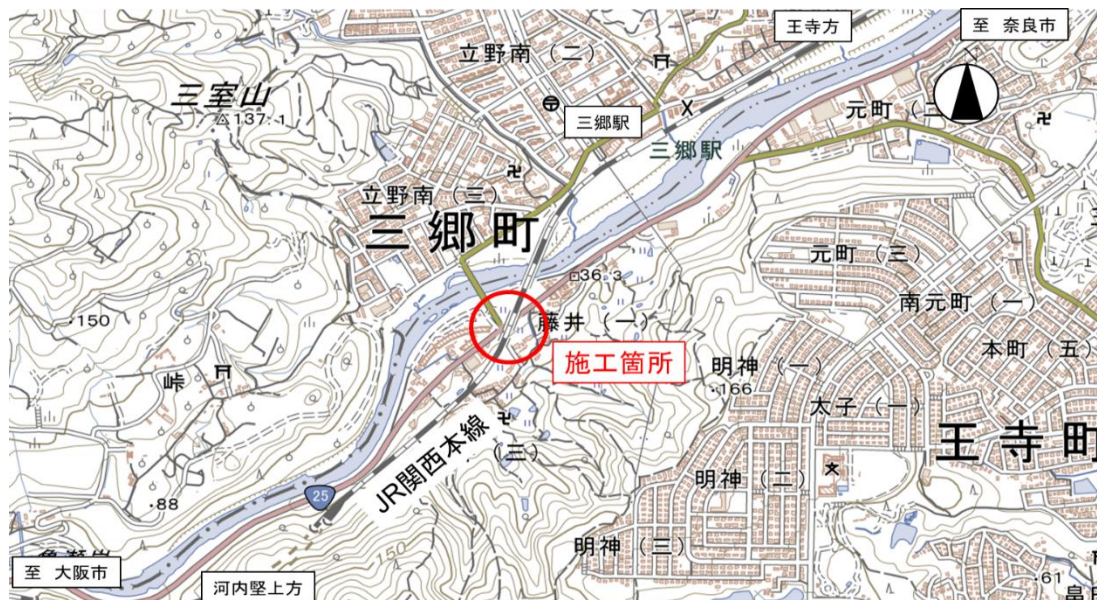 王寺方
至 奈良市
立野南(二)
三室山
137.1
三郷駅
三郷駅
元町(二
立野南(三)
三郷町
元町(三)
36.3
南元町(一)
藤井(一)
150
本町(五)
施工箇所
明神(一)
166
峠
太子(一)
王寺町
JR関西本線
(三)
明神(二)
25
88
明神(三)
150
至 大阪市
河内堅上方
61